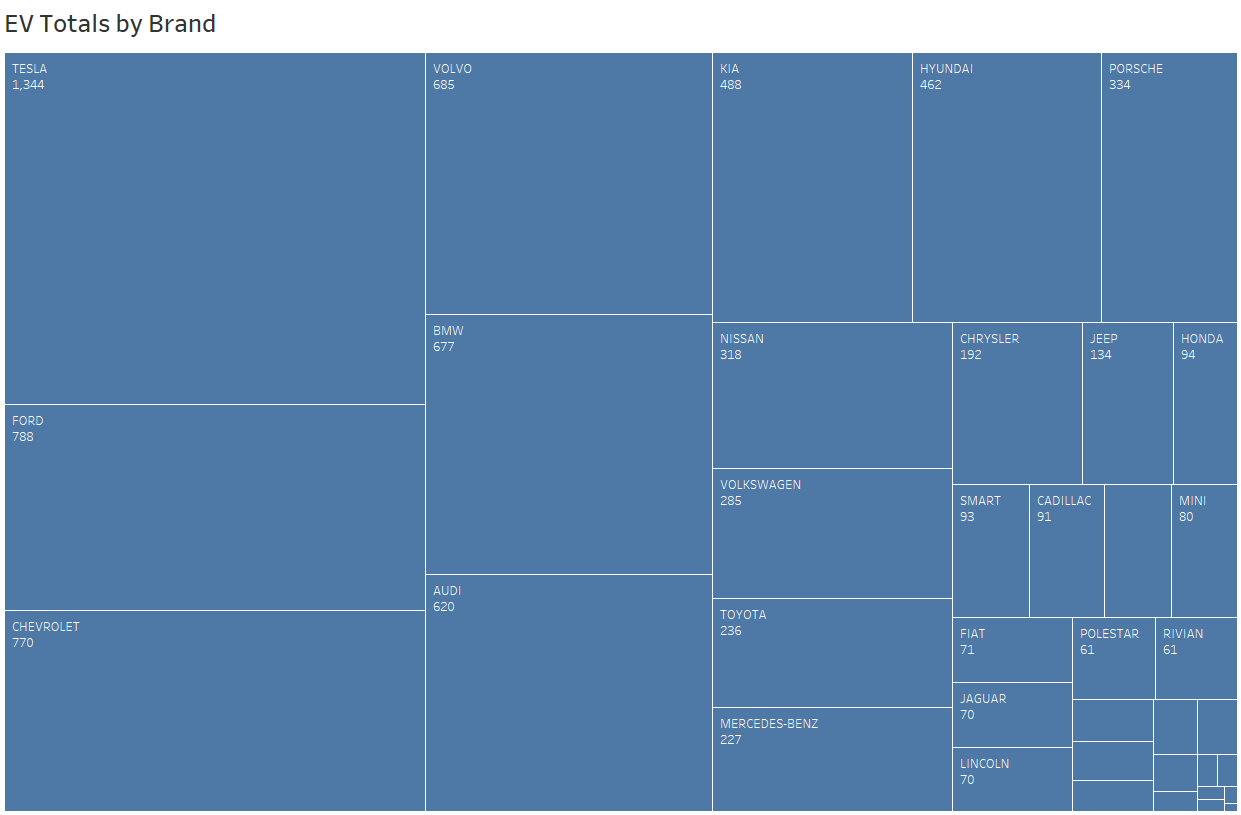 EV Totals by Brand
TESLA
1,344
FORD
788
CHEVROLET
770
VOLVO
685
BMW
677
AUDI
620
KIA
488
HYUNDAI
462
PORSCHE
334
NISSAN
318
VOLKSWAGEN
285
TOYOTA
236
MERCEDES-BENZ
227
CHRYSLER
192
JEEP
134
HONDA
94
SMART
93
CADILLAC
91
MINI
80
FIAT
71
JAGUAR
70
LINCOLN
70
POLESTAR
61
RIVIAN
61